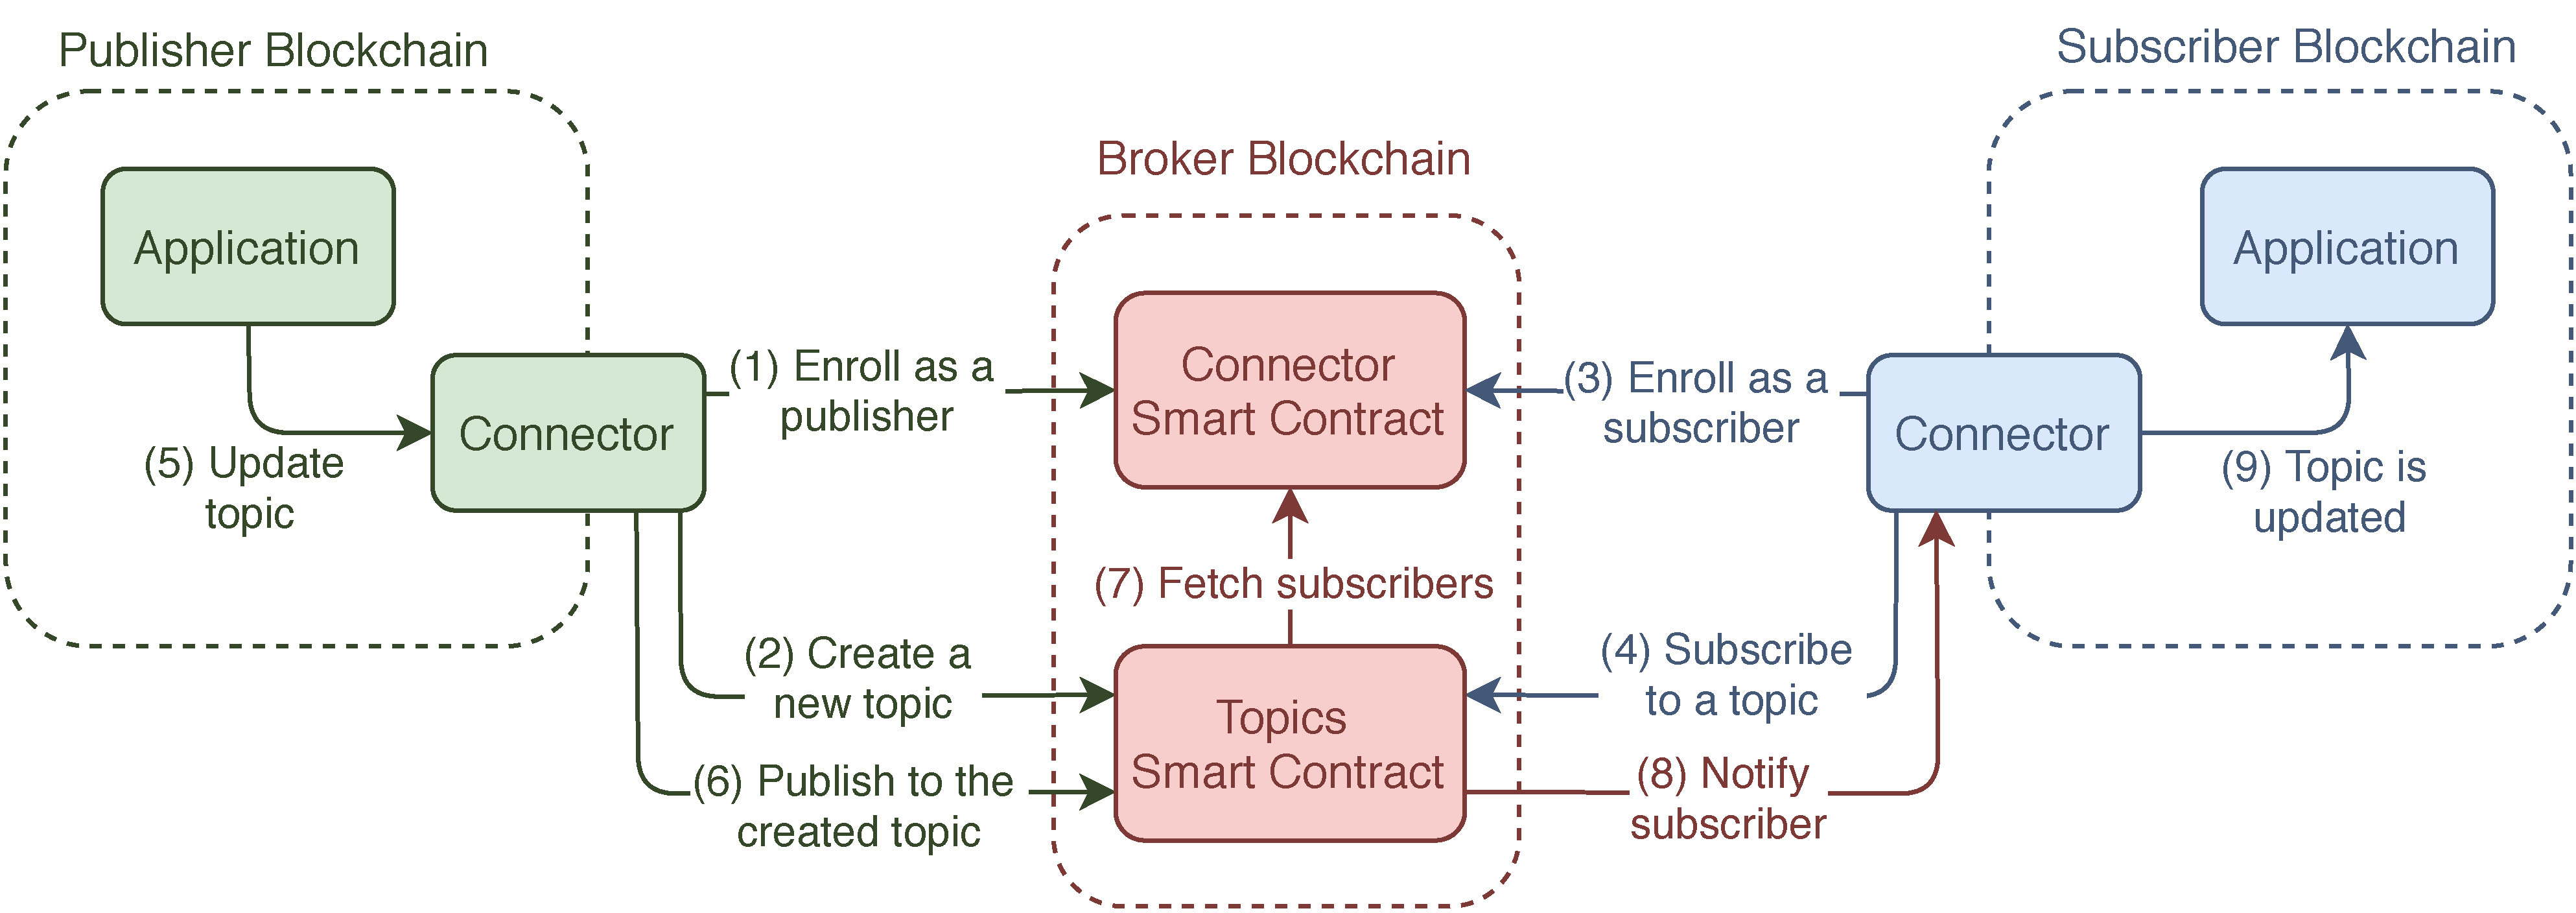 Publisher Blockchain
Application
(5) Update
topic
Connector
(1) Enroll as a
publisher
(2) Create a
new topic
(6) Publish to the
created topic
Broker Blockchain
Connector
Smart Contract
(7) Fetch subscribers
Topics
Smart Contract
Subscriber Blockchain
(3) Enroll as a
subscriber
(4) Subscribe
to a topic
(8) Notify
subscriber
Connector
Application
(9) Topic is
updated